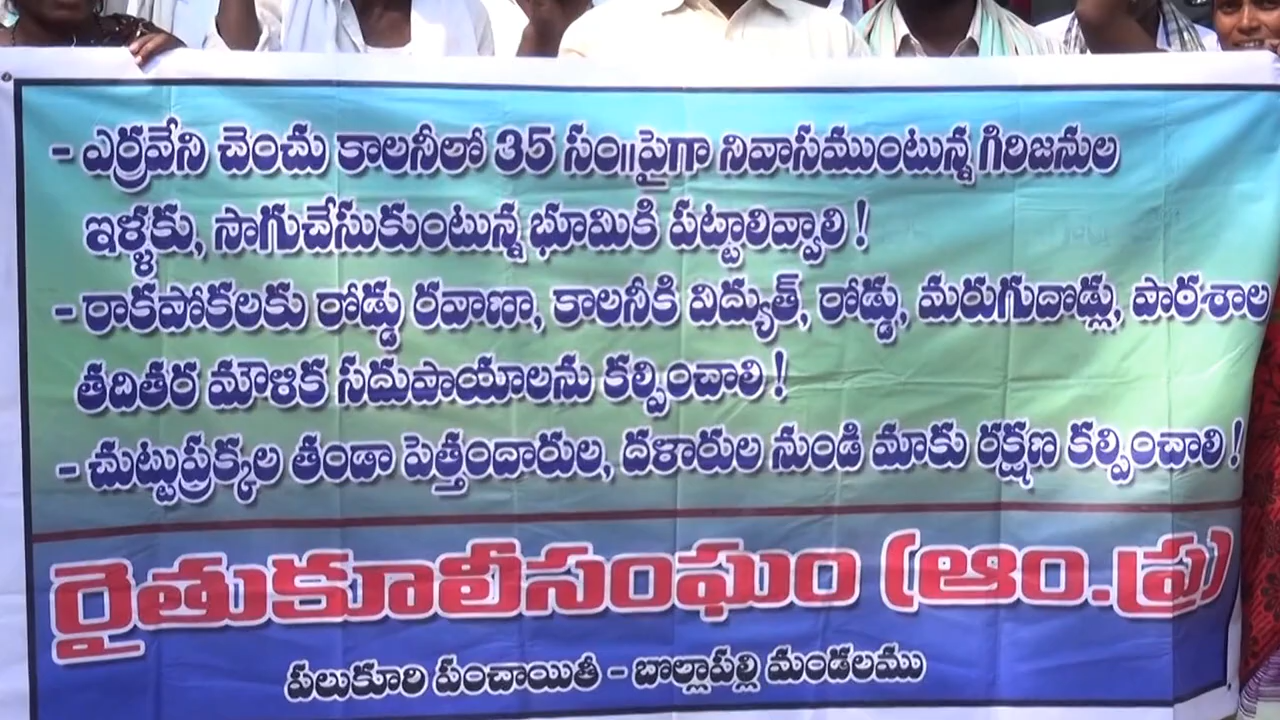 - ఎర్రవేని చెంచు కాలనీలో 35 సం॥పైగా నివాసముంటున్న గిరిజనుల
ఇళ్ళకు, సాగుచేసుకుంటున్న భూమికి పట్టాలివ్వాలి !
- రాకపోకలకు రోడ్డు రవాణా, కాలనీకి విద్యుత్, రోడ్డు, మరుగుదొడ్లు, పాఠశాల
తదితర మౌళిక సదుపాయాలను కల్పించాలి !
- చుట్టుప్రక్కల తండా పెత్తందారుల, దళారుల నుండి మాకు రక్షణ కల్పించాలి !
రైతుకూలీసంఘం (ఆం.ప్ర)
పలుకూరి పంచాయితీ - బొల్లాపల్లి మండలము